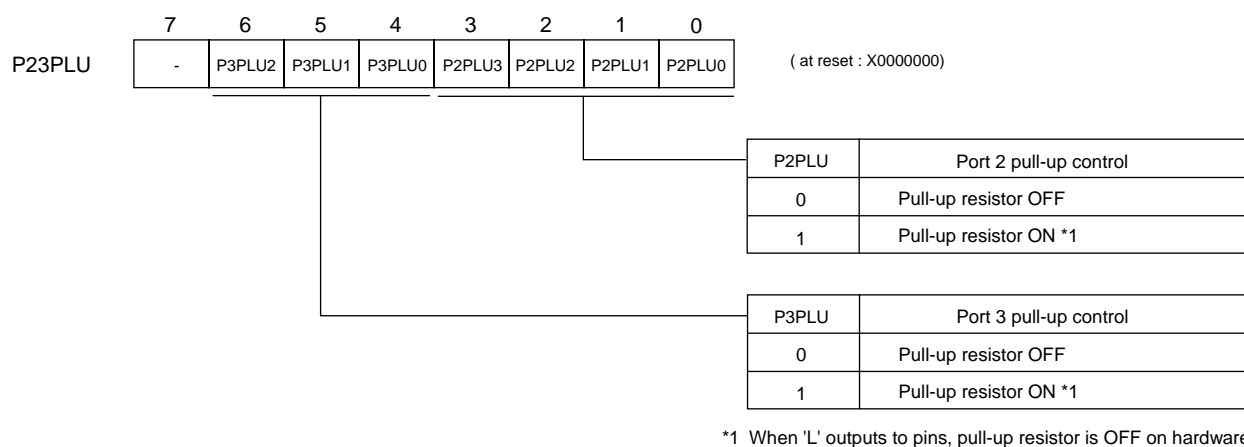 7 6 5 4 3 2 1 0
P23PLU - P3PLU2 P3PLU1 P3PLU0 P2PLU3 P2PLU2 P2PLU1 P2PLU0 ( at reset : X0000000)
P2PLU Port 2 pull-up control
0 Pull-up resistor OFF
1 Pull-up resistor ON *1
P3PLU Port 3 pull-up control
0 Pull-up resistor OFF
1 Pull-up resistor ON *1
*1 When 'L' outputs to pins, pull-up resistor is OFF on hardware